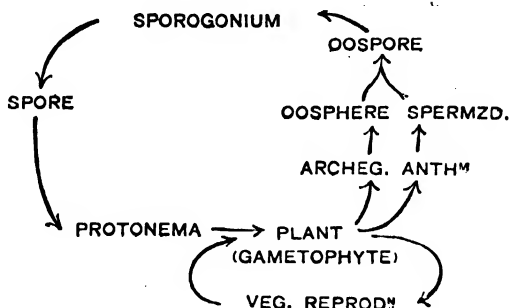 SPOROGONIUM
OOSPORE
SPORE
OOSPHERE SPERMZD.
ARCHEG. ANTHᴹ
PROTONEMA
PLANT
(GAMETOPHYTE)
VEG. REPRODᴺ